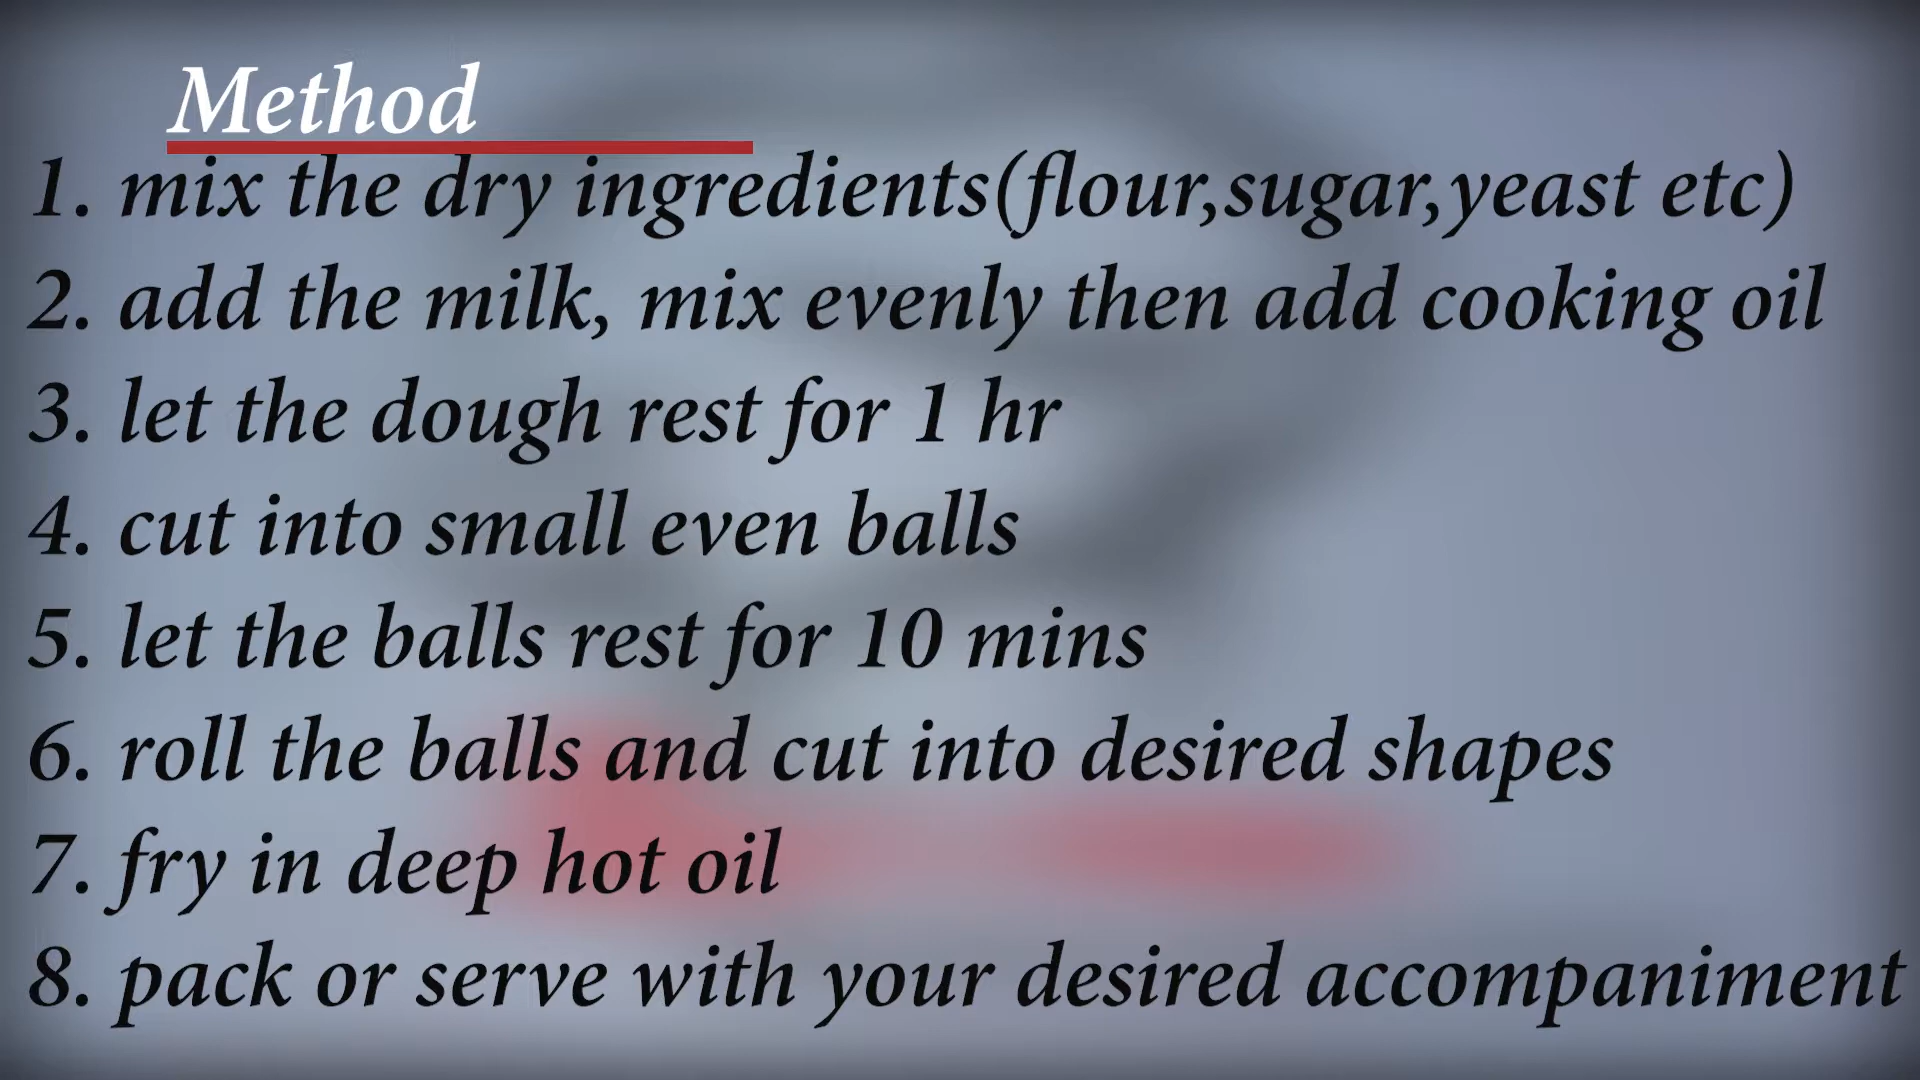 Method
1. mix the dry ingredients(flour,sugar,yeast etc)
2. add the milk, mix evenly then add cooking oil
3. let the dough rest for 1 hr
4. cut into small even balls
5. let the balls rest for 10 mins
6. roll the balls and cut into desired shapes
7. fry in deep hot oil
8. pack or serve with your desired accompaniment